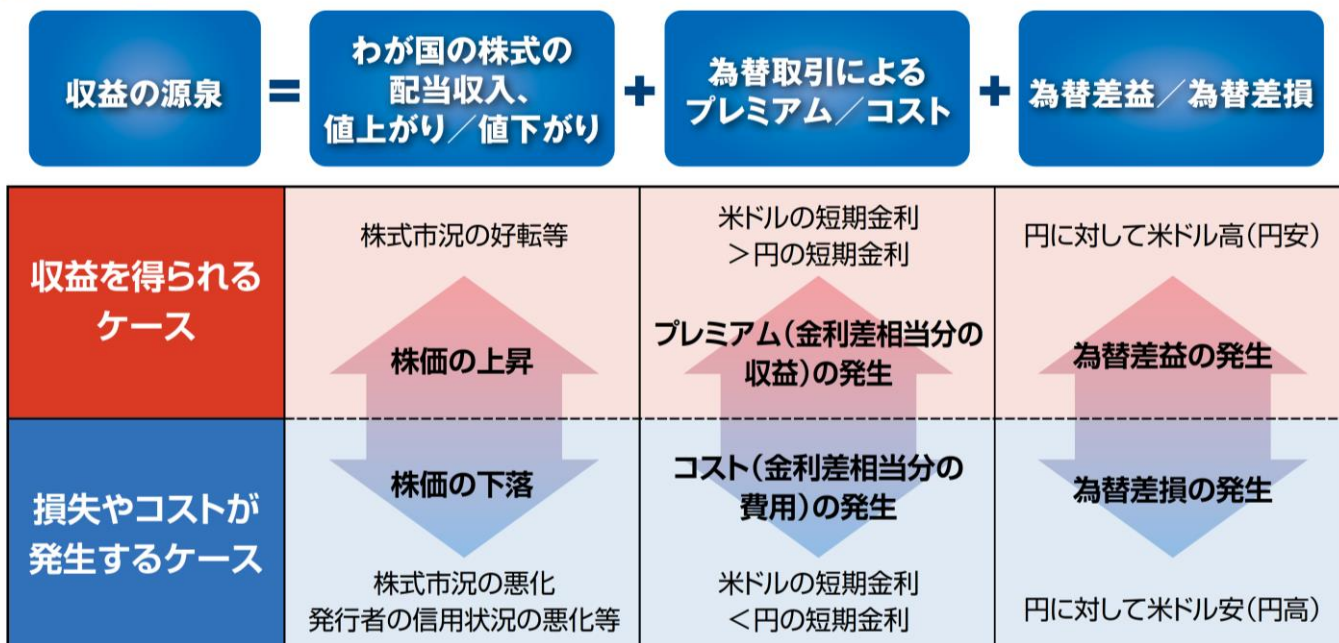 収益の源泉
=
わが国の株式の
配当収入、
値上がり／値下がり
+
為替取引による
プレミアム／コスト
+
為替差益／為替差損
収益を得られる
ケース
株式市況の好転等
株価の上昇
米ドルの短期金利
＞円の短期金利
プレミアム（金利差相当分の
収益）の発生
円に対して米ドル高（円安）
為替差益の発生
損失やコストが
発生するケース
株価の下落
株式市況の悪化
発行者の信用状況の悪化等
コスト（金利差相当分の
費用）の発生
米ドルの短期金利
＜円の短期金利
為替差損の発生
円に対して米ドル安（円高）